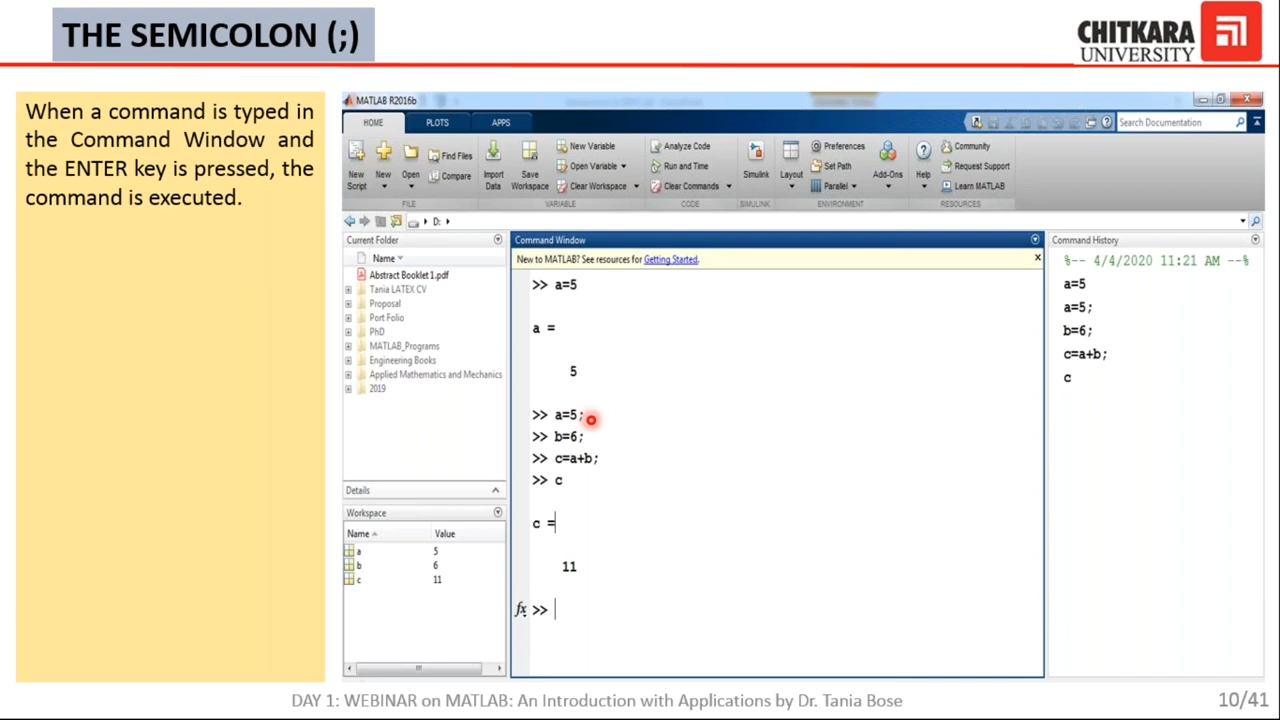 THE SEMICOLON (;)
CHITKARA
UNIVERSITY
When a command is typed in
the Command Window and
the ENTER key is pressed, the
command is executed.
MATLAB R2016b
HOME PLOTS APPS
Search Documentation
New Script
New
Open
Find Files
Compare
Import Data
Save Workspace
New Variable
Open Variable
Clear Workspace
Analyze Code
Run and Time
Clear Commands
Simulink
Layout
Preferences
Set Path
Parallel
Add-Ons
Help
Community
Request Support
Learn MATLAB
FILE VARIABLE CODE SIMULINK ENVIRONMENT RESOURCES
D:
Current Folder
Name
Abstract Booklet 1.pdf
Tania LATEX CV
Proposal
Port Folio
PhD
MATLAB_Programs
Engineering Books
Applied Mathematics and Mechanics
2019
Details
Workspace
Name Value
a 5
b 6
c 11
Command Window
New to MATLAB? See resources for Getting Started.
>> a=5
a =
5
>> a=5;
>> b=6;
>> c=a+b;
>> c
c =
11
fx >>
Command History
%-- 4/4/2020 11:21 AM --%
a=5
a=5;
b=6;
c=a+b;
c
DAY 1: WEBINAR on MATLAB: An Introduction with Applications by Dr. Tania Bose
10/41